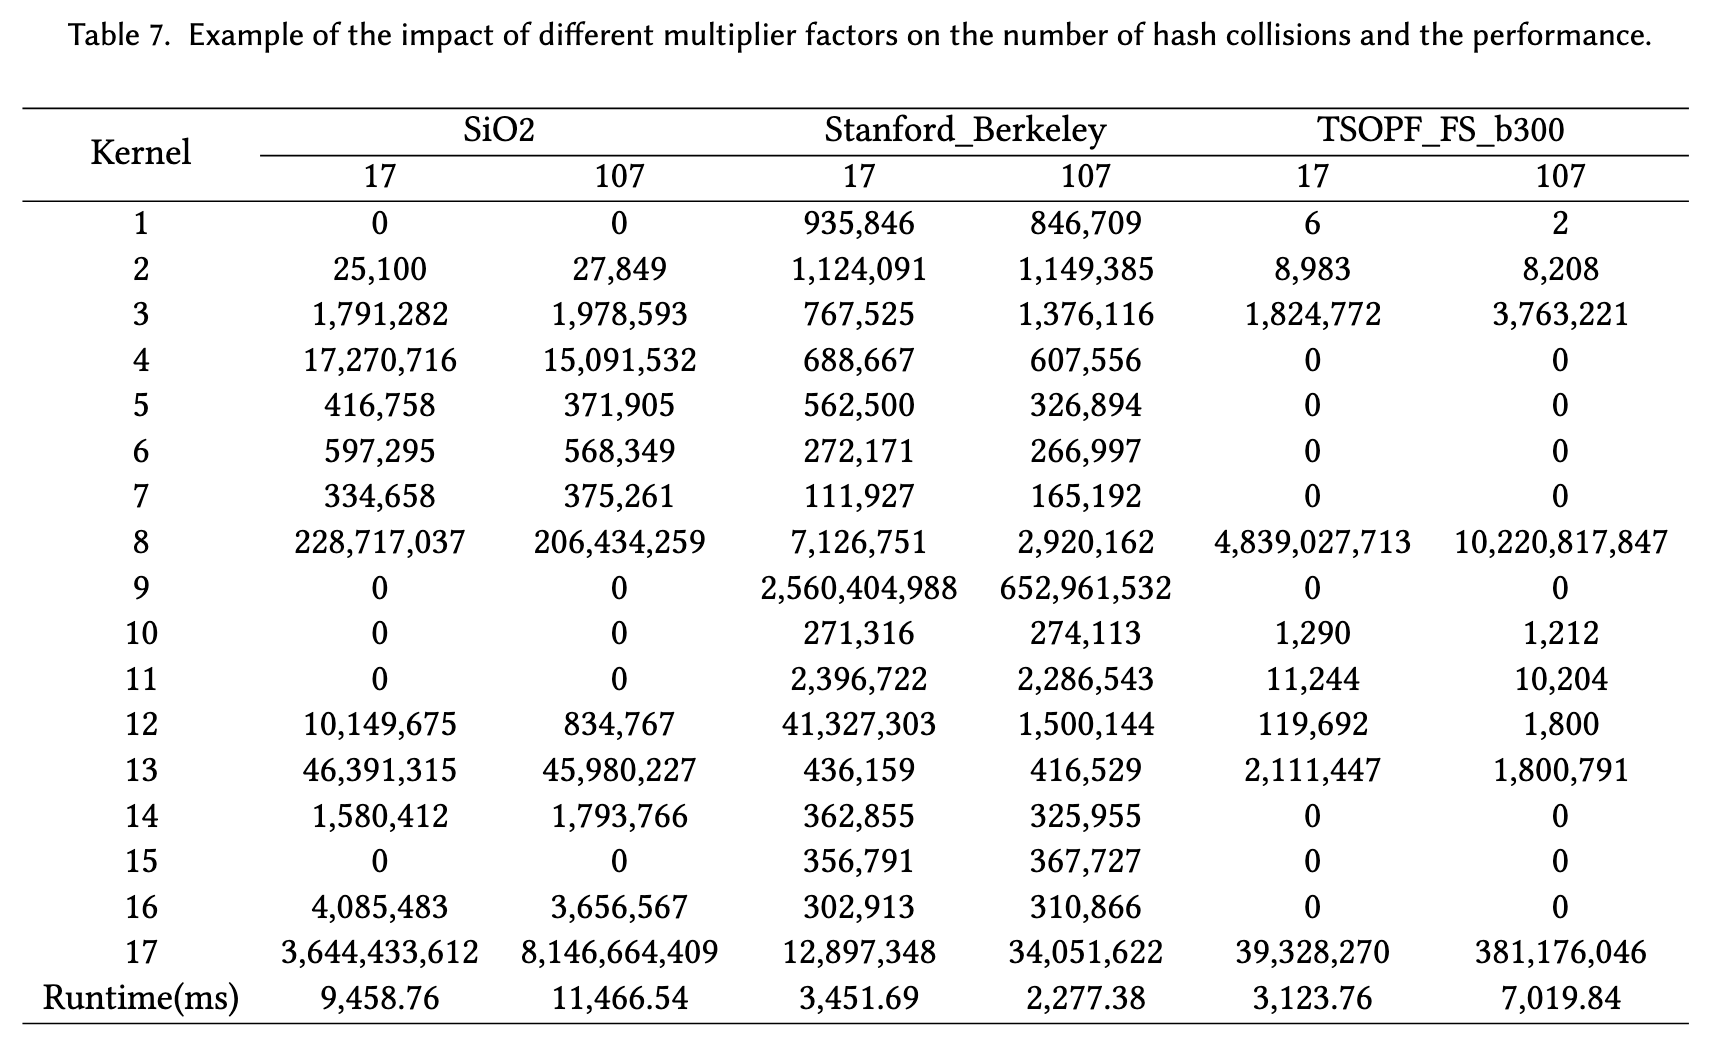 Table 7. Example of the impact of different multiplier factors on the number of hash collisions and the performance.
Kernel SiO2 Stanford_Berkeley TSOPF_FS_b300
17 107 17 107 17 107
1 0 0 935,846 846,709 6 2
2 25,100 27,849 1,124,091 1,149,385 8,983 8,208
3 1,791,282 1,978,593 767,525 1,376,116 1,824,772 3,763,221
4 17,270,716 15,091,532 688,667 607,556 0 0
5 416,758 371,905 562,500 326,894 0 0
6 597,295 568,349 272,171 266,997 0 0
7 334,658 375,261 111,927 165,192 0 0
8 228,717,037 206,434,259 7,126,751 2,920,162 4,839,027,713 10,220,817,847
9 0 0 2,560,404,988 652,961,532 0 0
10 0 0 271,316 274,113 1,290 1,212
11 0 0 2,396,722 2,286,543 11,244 10,204
12 10,149,675 834,767 41,327,303 1,500,144 119,692 1,800
13 46,391,315 45,980,227 436,159 416,529 2,111,447 1,800,791
14 1,580,412 1,793,766 362,855 325,955 0 0
15 0 0 356,791 367,727 0 0
16 4,085,483 3,656,567 302,913 310,866 0 0
17 3,644,433,612 8,146,664,409 12,897,348 34,051,622 39,328,270 381,176,046
Runtime(ms) 9,458.76 11,466.54 3,451.69 2,277.38 3,123.76 7,019.84